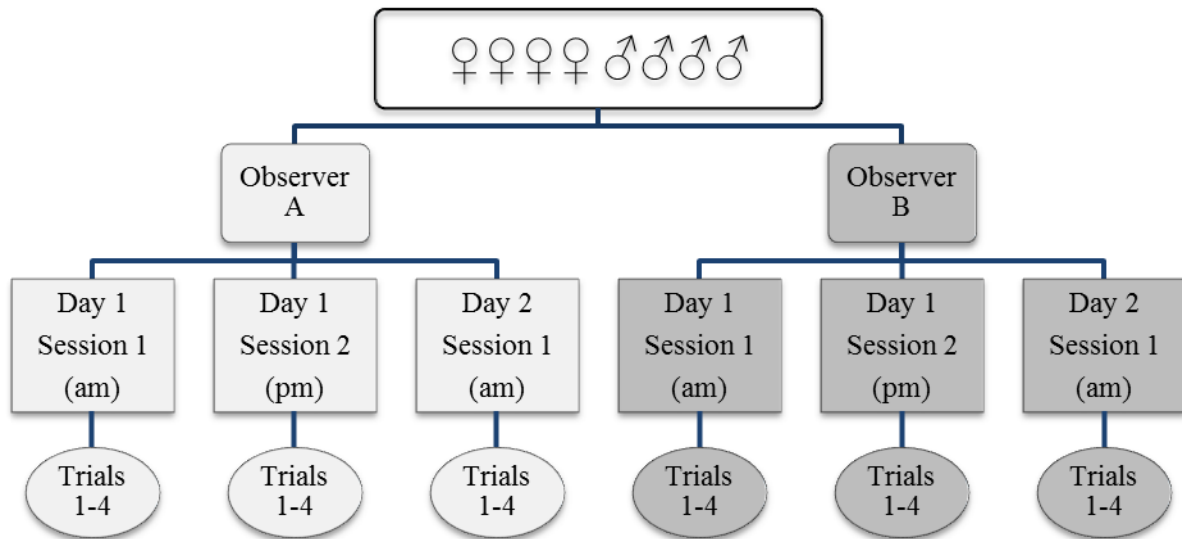 ♀♀♀♀ ♂♂♂♂
Observer
A
Observer
B
Day 1
Session 1
(am)
Day 1
Session 2
(pm)
Day 2
Session 1
(am)
Day 1
Session 1
(am)
Day 1
Session 2
(pm)
Day 2
Session 1
(am)
Trials
1-4
Trials
1-4
Trials
1-4
Trials
1-4
Trials
1-4
Trials
1-4